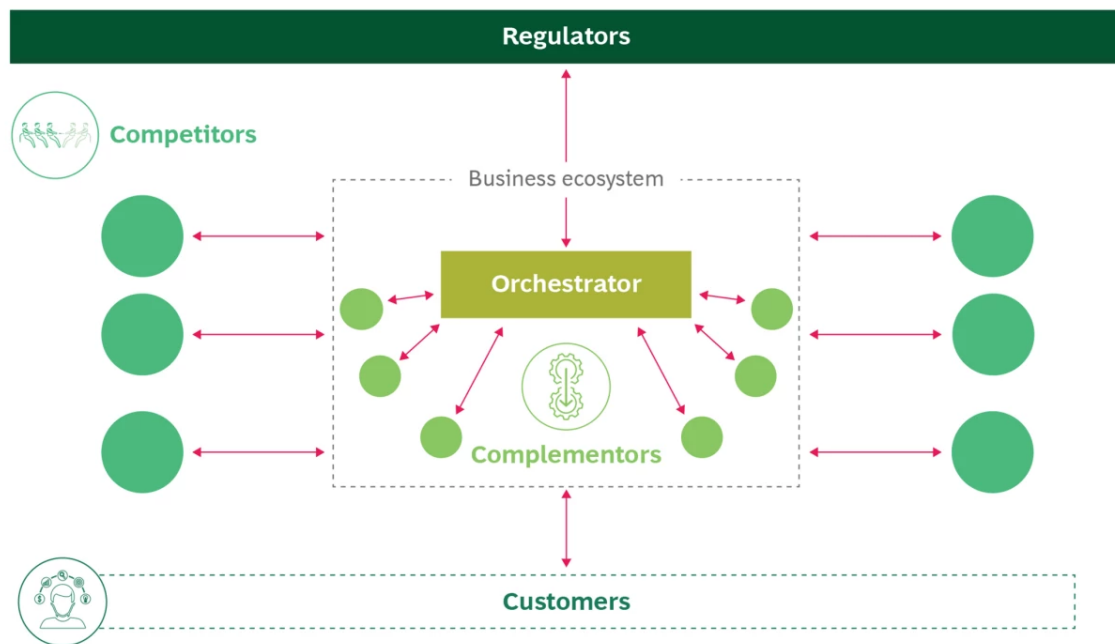 Regulators
Competitors
Business ecosystem
Orchestrator
Complementors
Customers